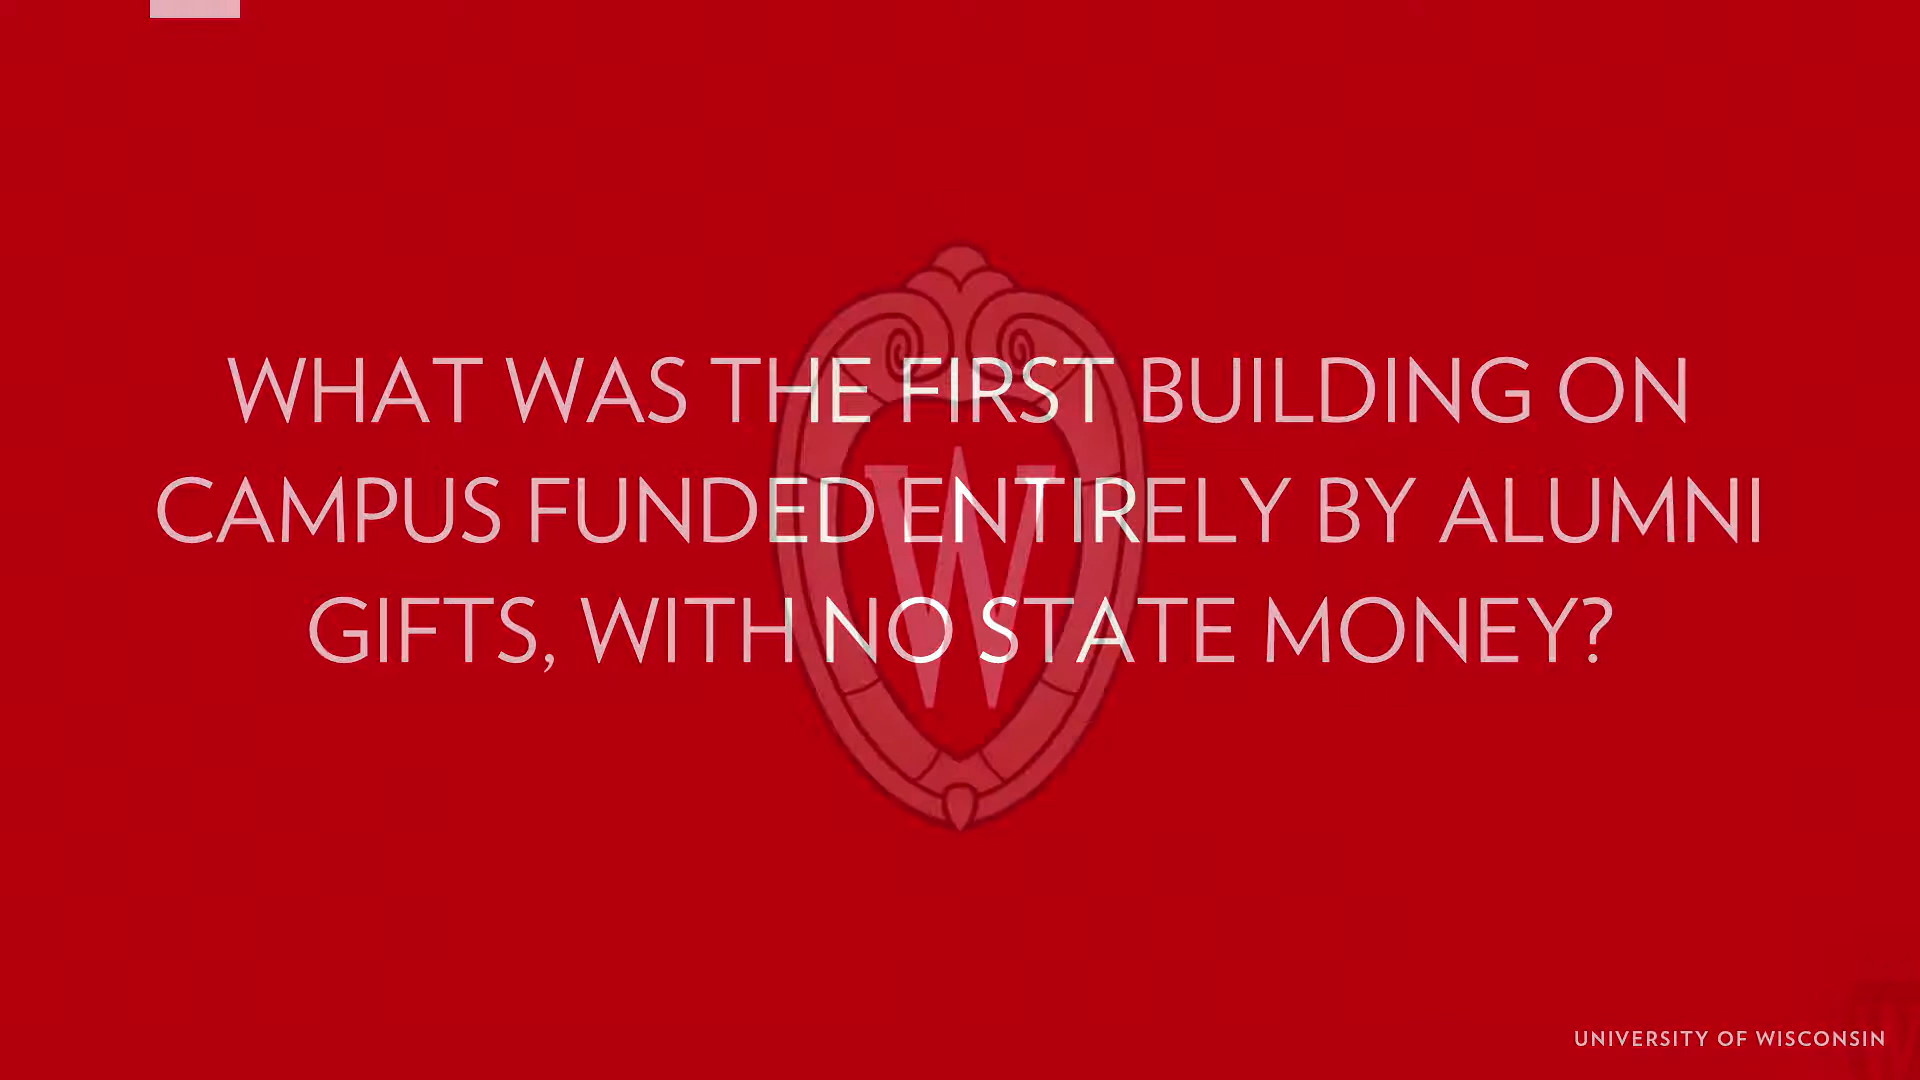 WHAT WAS THE FIRST BUILDING ON
CAMPUS FUNDED ENTIRELY BY ALUMNI
GIFTS, WITH NO STATE MONEY?
W
UNIVERSITY OF WISCONSIN